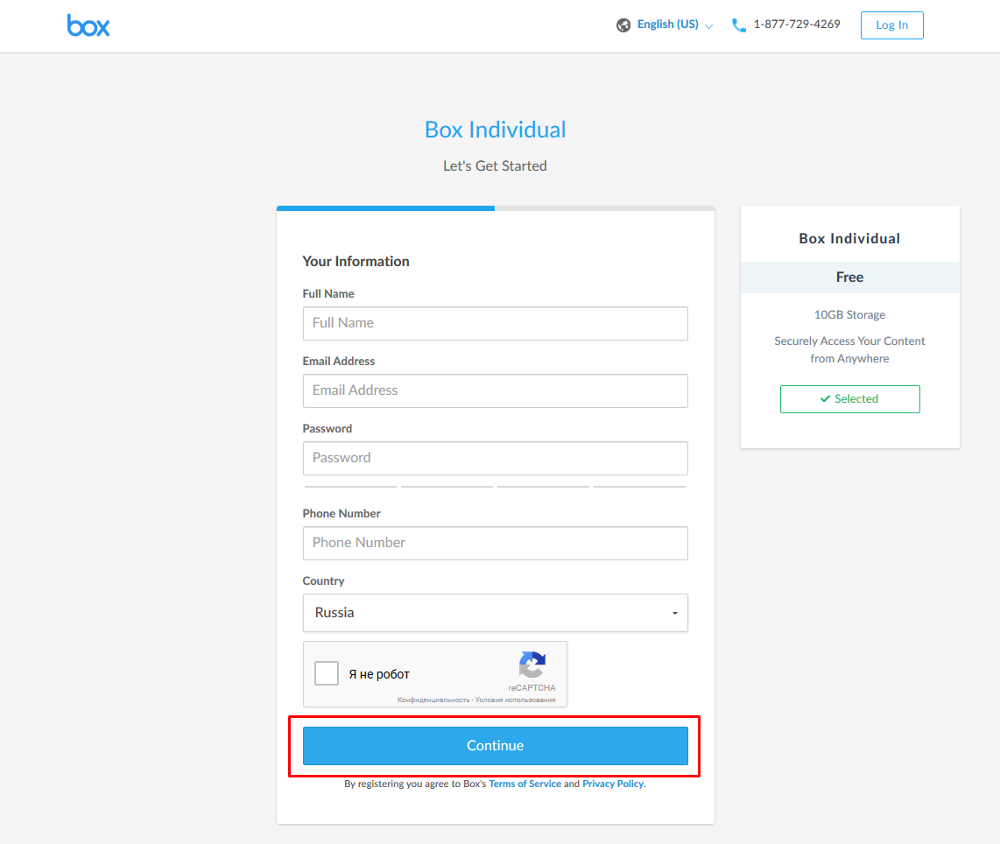 box
English (US)
1-877-729-4269
Log In
Box Individual
Let's Get Started
Your Information
Full Name
Full Name
Email Address
Email Address
Password
Password
Phone Number
Phone Number
Country
Russia
Я не робот
reCAPTCHA
Конфиденциальность - Условия использования
Continue
By registering you agree to Box's Terms of Service and Privacy Policy.
Box Individual
Free
10GB Storage
Securely Access Your Content
from Anywhere
Selected